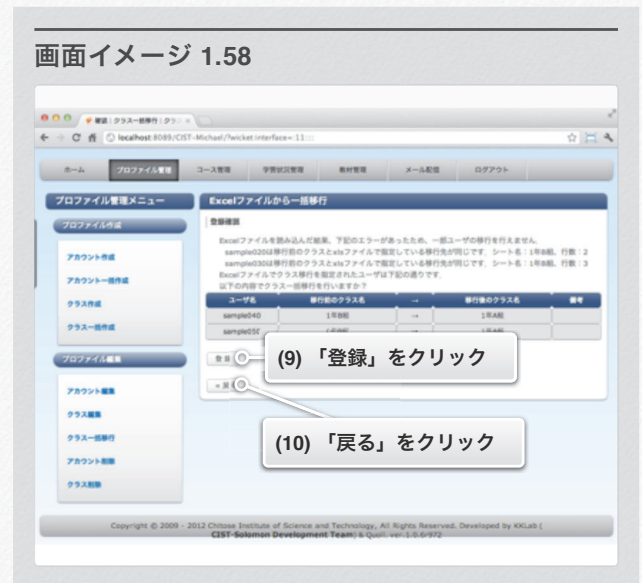 画面イメージ 1.58
確認 | クラス一括移行 | クラ
localhost:8089/CIST-Michael/?wicket:interface=:11::::
ホーム プロファイル管理 コース管理 学習状況管理 教材管理 メール配信 ログアウト
プロファイル管理メニュー
Excelファイルから一括移行
プロファイル作成
アカウント作成
アカウント一括作成
クラス作成
クラス一括作成
プロファイル編集
アカウント編集
クラス編集
クラス一括移行
アカウント削除
クラス削除
登録確認
Excelファイルを読み込んだ結果、下記のエラーがあったため、一部ユーザの移行を行えません。
sample020は移行前のクラスとxlsファイルで指定している移行先が同じです。シート名:1年B組、行数:2
sample030は移行前のクラスとxlsファイルで指定している移行先が同じです。シート名:1年B組、行数:3
Excelファイルでクラス移行を指定されたユーザは下記の通りです。
以下の内容でクラス一括移行を行いますか?
ユーザ名 移行前のクラス名 → 移行後のクラス名 備考
sample040 1年B組 → 1年A組
sample050 → 1年A組
登録
(9) 「登録」をクリック
«戻
(10) 「戻る」をクリック
Copyright © 2009 - 2012 Chitose Institute of Science and Technology, All Rights Reserved. Developed by KKLab (
CIST-Solomon Development Team) & Quoli. ver.1.0.6r972